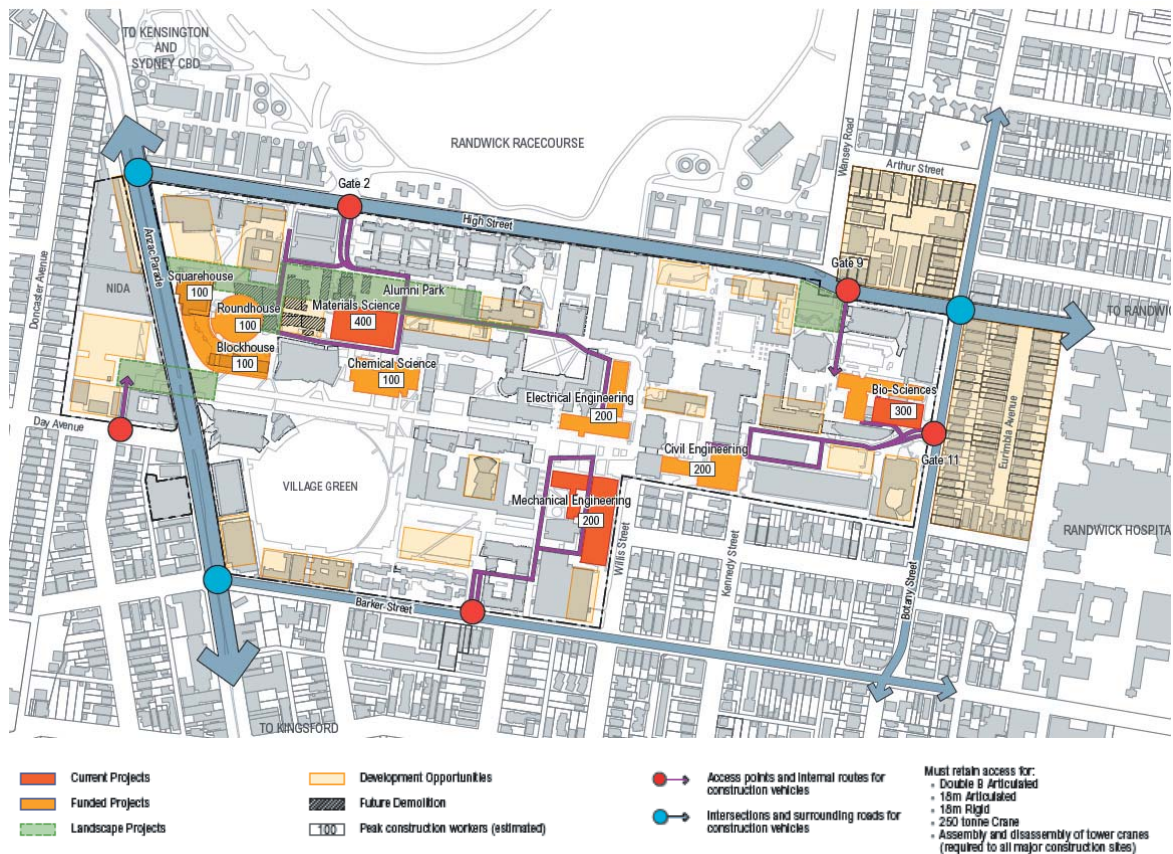 TO KENSINGTON
AND
SYDNEY CBD
RANDWICK RACECOURSE
Wansey Road
Arthur Street
Gate 2
High Street
Gate 9
Doncaster Avenue
Anzac Parade
NIDA
Squarehouse
100
Roundhouse
100
Blockhouse
100
Alumni Park
Materials Science
400
Chemical Science
100
Electrical Engineering
200
Bio-Sciences
300
TO RANDWIC
Eurimbla Avenue
Day Avenue
Gate 11
Civil Engineering
200
VILLAGE GREEN
Mechanical Engineering
200
Willis Street
Kennedy Street
Botany Street
RANDWICK HOSPITA
Barker Street
TO KINGSFORD
Current Projects
Funded Projects
Landscape Projects
Development Opportunities
Future Demolition
100 Peak construction workers (estimated)
Access points and internal routes for
construction vehicles
Intersections and surrounding roads for
construction vehicles
Must retain access for:
• Double B Articulated
• 18m Articulated
• 18m Rigid
• 250 tonne Crane
• Assembly and disassembly of tower cranes
(required to all major construction sites)